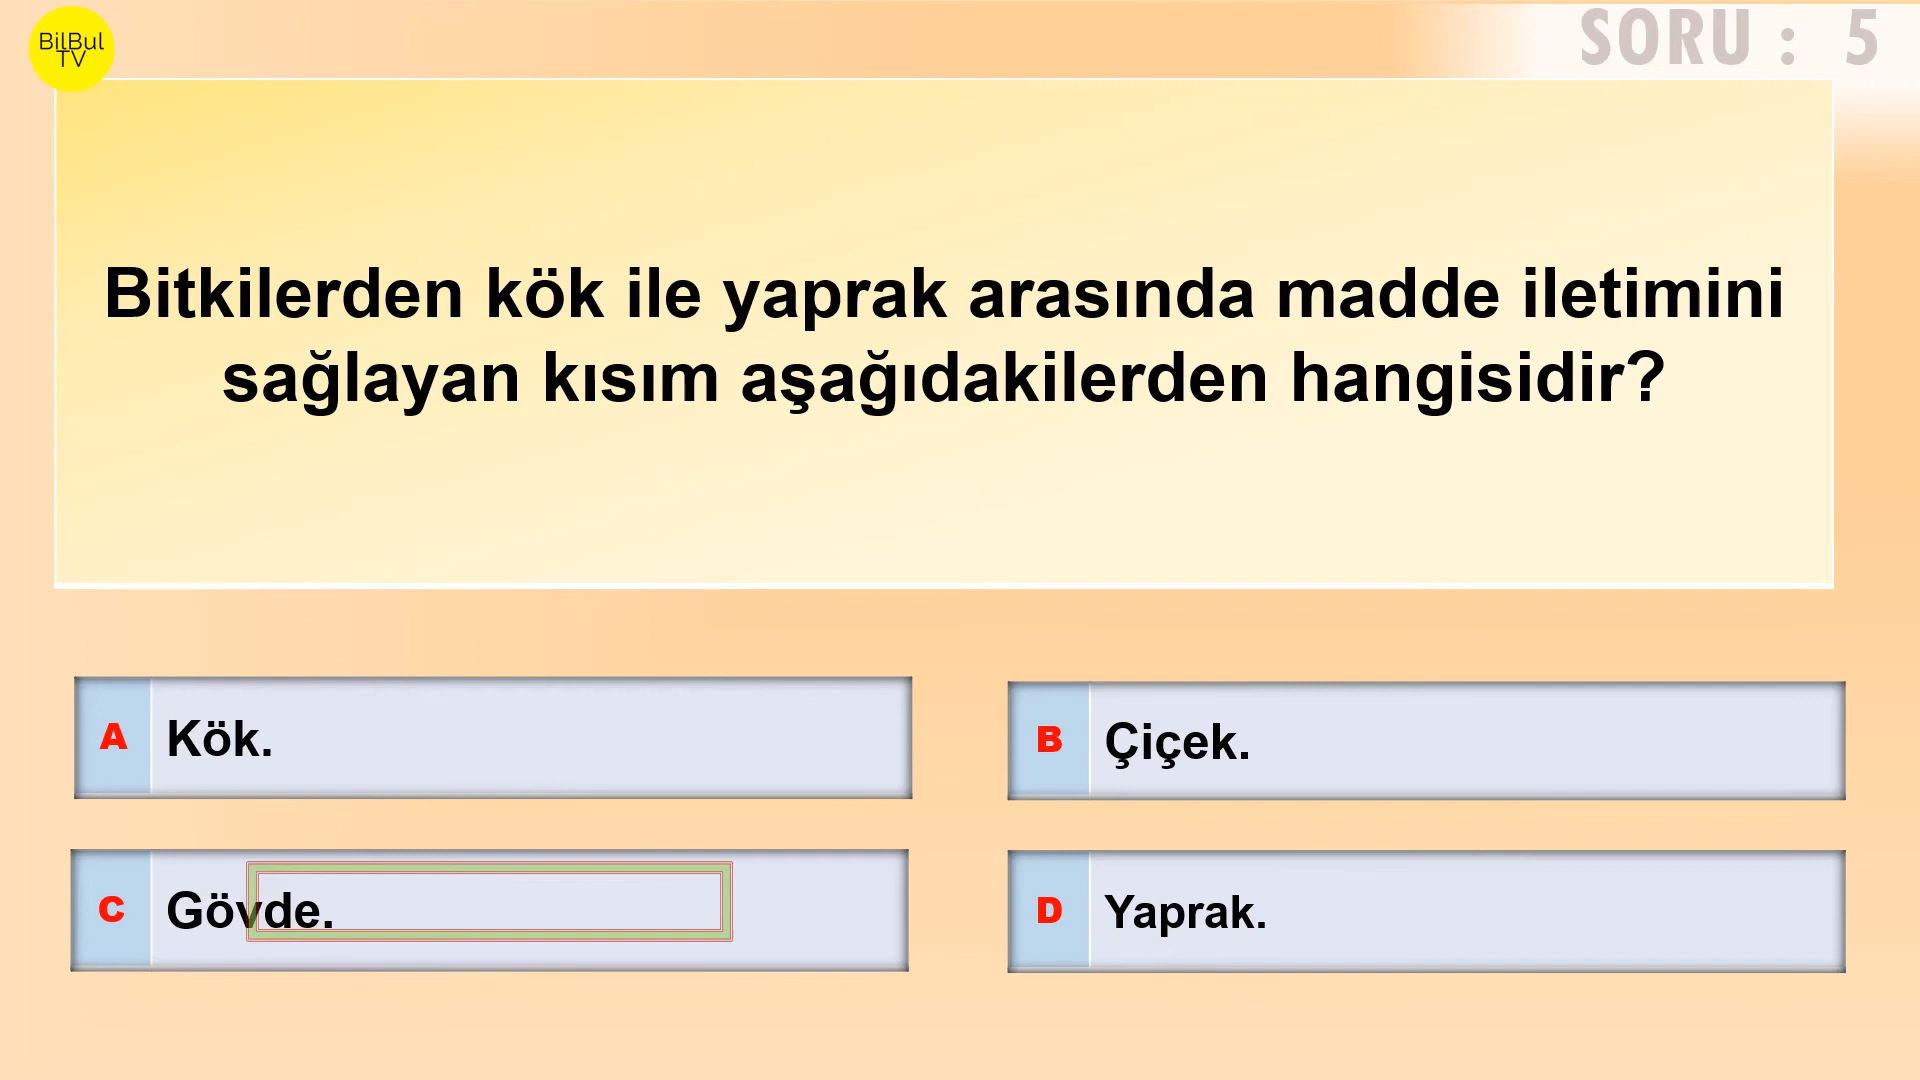 BilBul
TV
SORU : 5
Bitkilerden kök ile yaprak arasında madde iletimini
sağlayan kısım aşağıdakilerden hangisidir?
A Kök.
B Çiçek.
C Gövde.
D Yaprak.